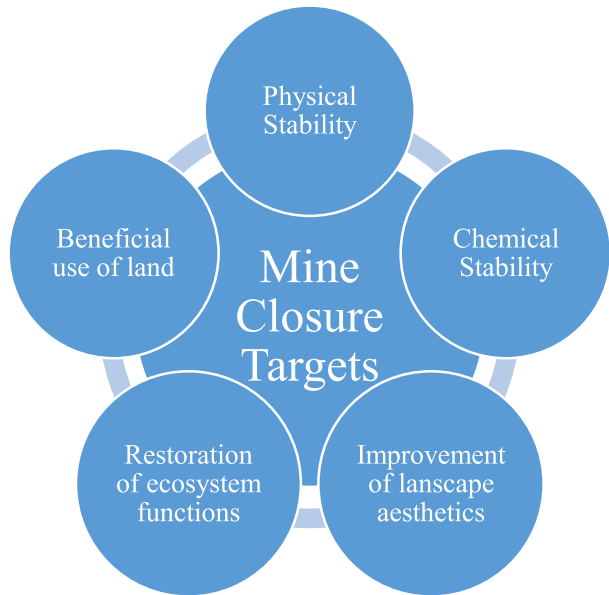 Physical
Stability
Chemical
Stability
Improvement
of lanscape
aesthetics
Restoration
of ecosystem
functions
Beneficial
use of land
Mine
Closure
Targets